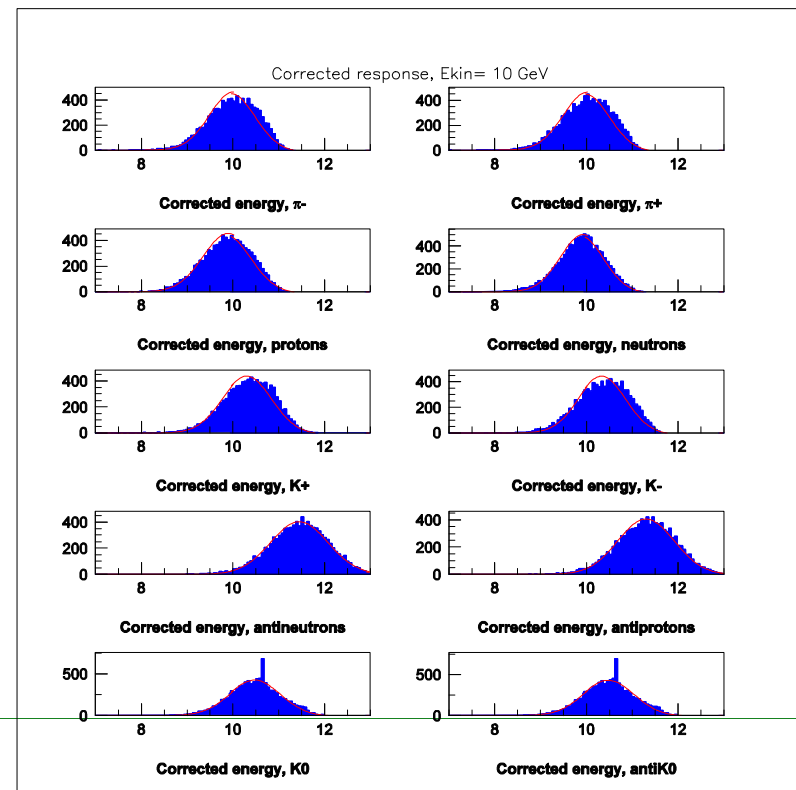 Corrected response, Ekin= 10 GeV
400 200 0 8 10 12
Corrected energy, π-
400 200 0 8 10 12
Corrected energy, π+
400 200 0 8 10 12
Corrected energy, protons
400 200 0 8 10 12
Corrected energy, neutrons
400 200 0 8 10 12
Corrected energy, K+
400 200 0 8 10 12
Corrected energy, K-
400 200 0 8 10 12
Corrected energy, antineutrons
400 200 0 8 10 12
Corrected energy, antiprotons
500 0 8 10 12
Corrected energy, K0
500 0 8 10 12
Corrected energy, antiK0